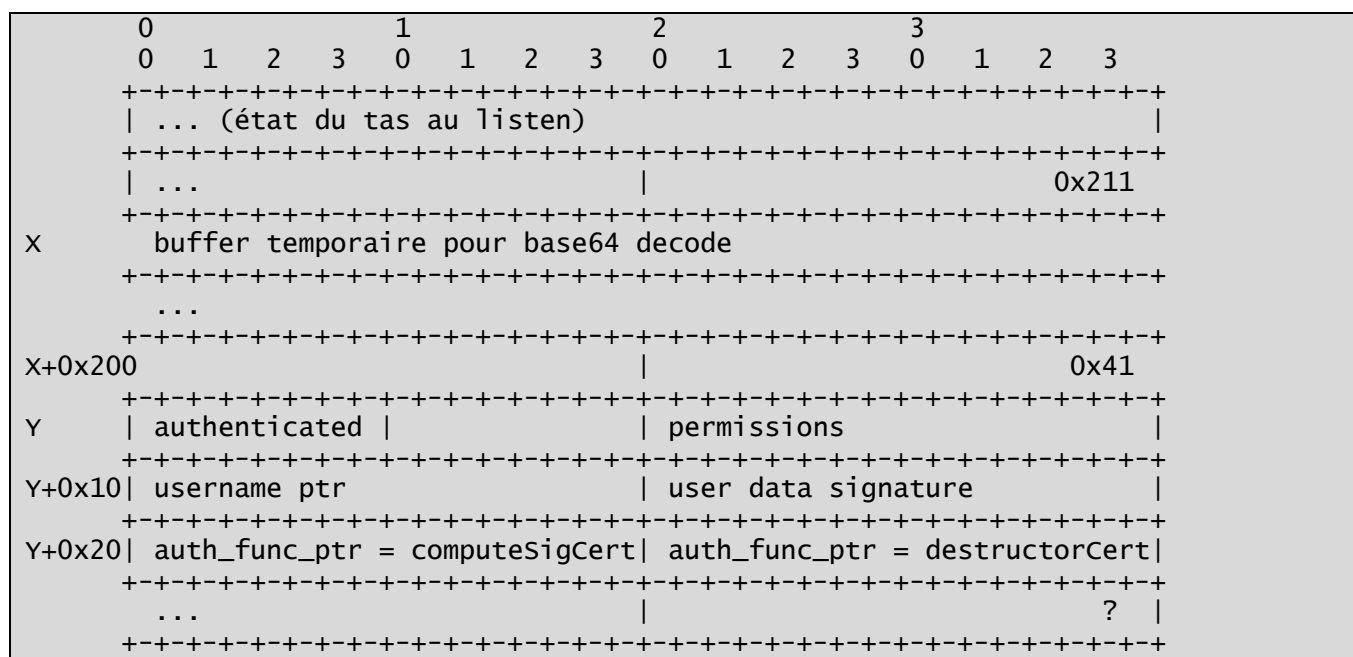 0 1 2 3
0 1 2 3 0 1 2 3 0 1 2 3 0 1 2 3
+-+-+-+-+-+-+-+-+-+-+-+-+-+-+-+-+
| ... (état du tas au listen) |
+-+-+-+-+-+-+-+-+-+-+-+-+-+-+-+-+
| ... | 0x211
+-+-+-+-+-+-+-+-+-+-+-+-+-+-+-+-+
X buffer temporaire pour base64 decode
+-+-+-+-+-+-+-+-+-+-+-+-+-+-+-+-+
...
+-+-+-+-+-+-+-+-+-+-+-+-+-+-+-+-+
X+0x200 | 0x41
+-+-+-+-+-+-+-+-+-+-+-+-+-+-+-+-+
Y | authenticated | | permissions |
+-+-+-+-+-+-+-+-+-+-+-+-+-+-+-+-+
Y+0x10| username ptr | user data signature |
+-+-+-+-+-+-+-+-+-+-+-+-+-+-+-+-+
Y+0x20| auth_func_ptr = computeSigCert| auth_func_ptr = destructorCert|
+-+-+-+-+-+-+-+-+-+-+-+-+-+-+-+-+
... | ? |
+-+-+-+-+-+-+-+-+-+-+-+-+-+-+-+-+